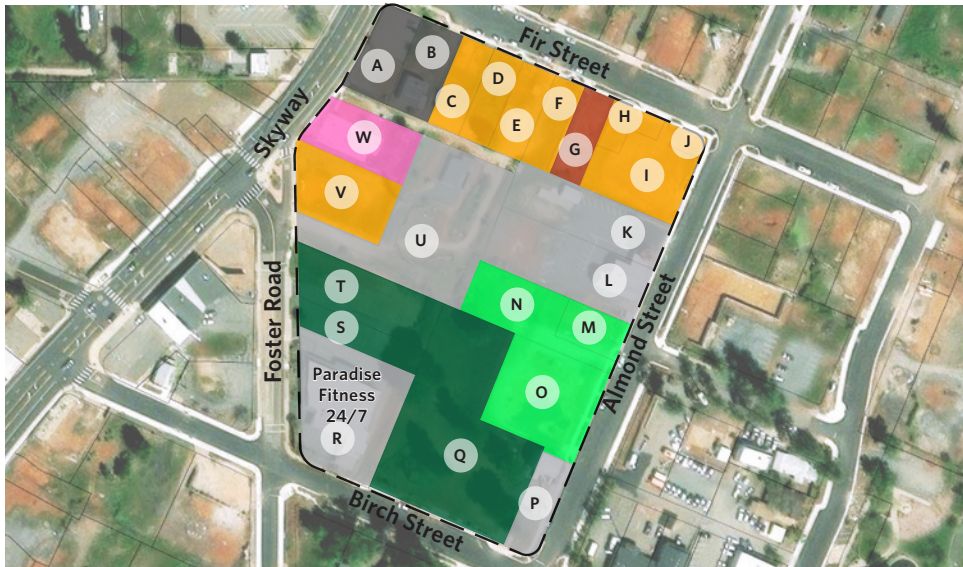 Fir Street
B
A
D
C
F
H
E
J
W
G
Skyway
I
V
K
U
L
T
N
S
M
Foster Road
Almond Street
Paradise
Fitness
24/7
R
O
Q
P
Birch Street